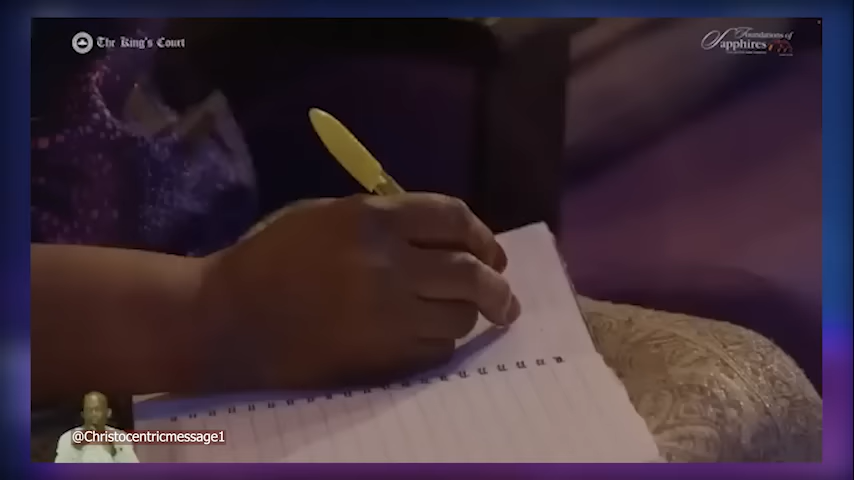 The King's Court
Foundations of
Sapphires
@Christocentricmessage1